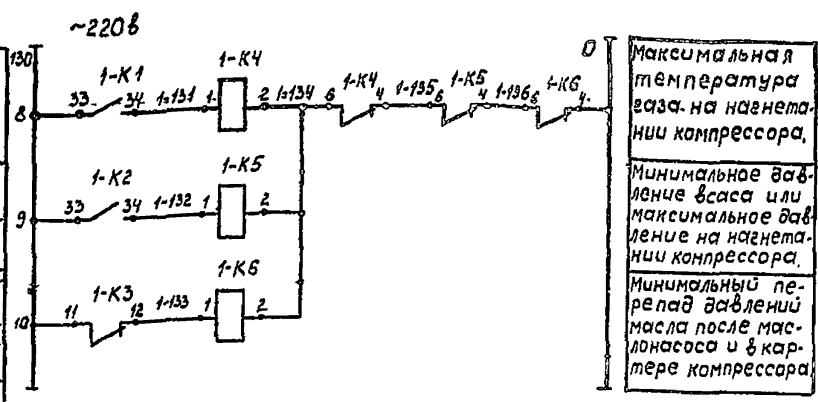 ~220в
130
0
8
33
1-К1
34
1-131
1
1-К4
2
1-134
6
1-К4
4
1-135
6
1-К5
4
1-136
6
1-К6
4
Максимальная
температура
газа на нагнета-
нии компрессора.
9
33
1-К2
34
1-132
1
1-К5
2
Минимальное дав-
ление всаса или
максимальное дав
ление на нагнета-
нии компрессора.
10
11
1-К3
12
1-133
1
1-К6
2
Минимальный пе-
репад давлений
масла после мас-
лонасоса и в кар-
тере компрессора